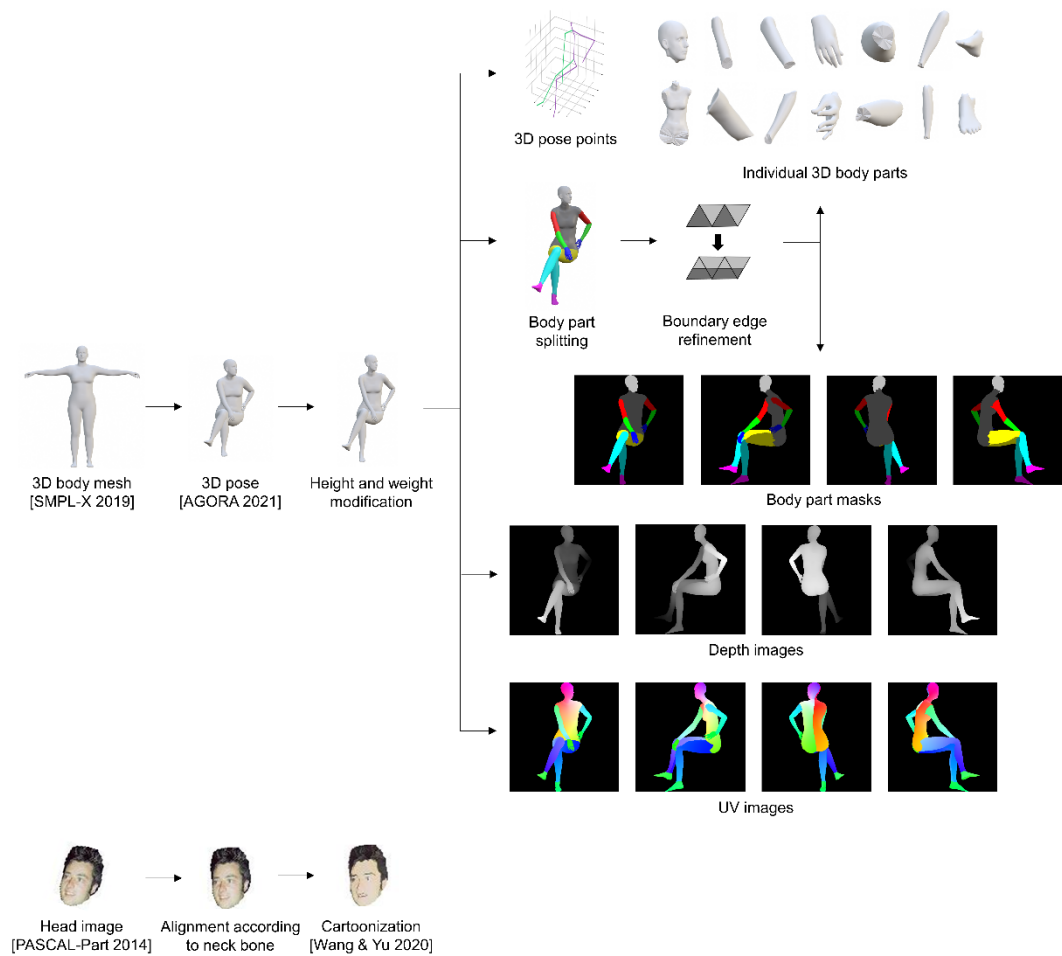 3D pose points
Individual 3D body parts
Body part
splitting
Boundary edge
refinement
3D body mesh
[SMPL-X 2019]
3D pose
[AGORA 2021]
Height and weight
modification
Body part masks
Depth images
UV images
Head image
[PASCAL-Part 2014]
Alignment according
to neck bone
Cartoonization
[Wang & Yu 2020]